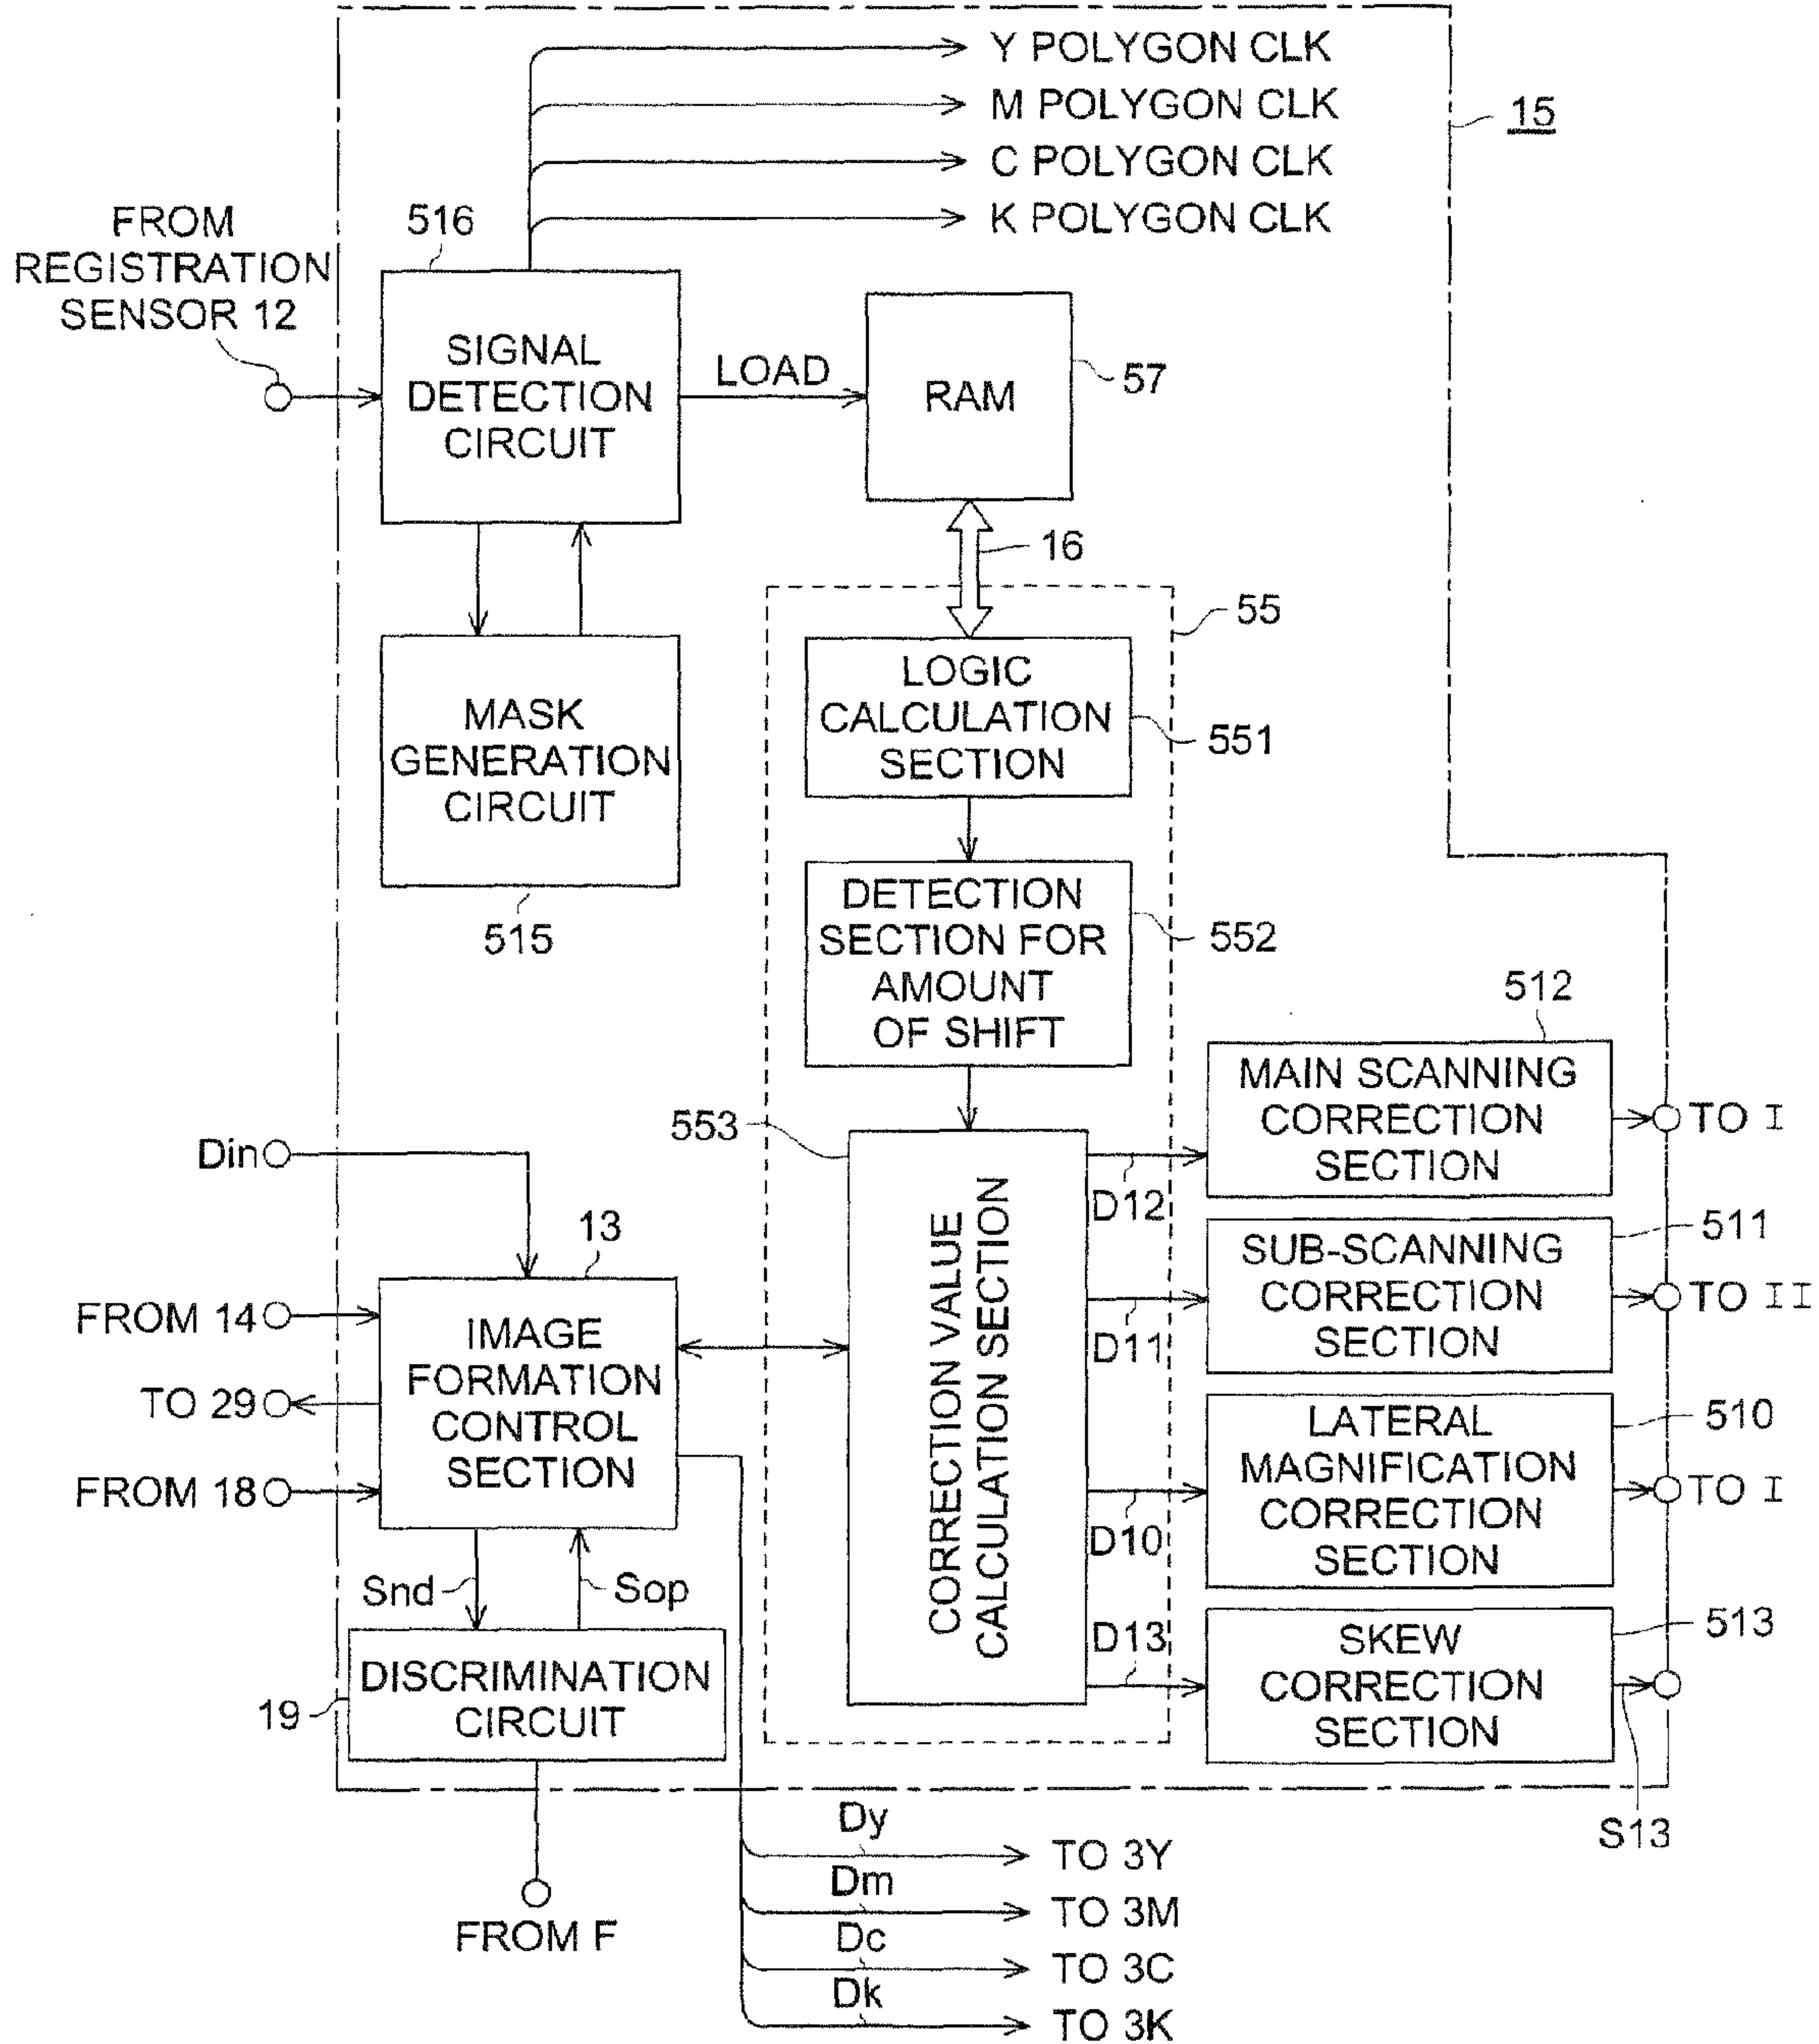 Y POLYGON CLK
M POLYGON CLK
C POLYGON CLK
K POLYGON CLK
15
FROM
REGISTRATION
SENSOR 12
516
SIGNAL
DETECTION
CIRCUIT
LOAD
RAM
57
16
55
MASK
GENERATION
CIRCUIT
515
LOGIC
CALCULATION
SECTION
551
DETECTION
SECTION FOR
AMOUNT
OF SHIFT
552
553
CORRECTION VALUE
CALCULATION SECTION
512
MAIN SCANNING
CORRECTION
SECTION
TO I
D12
511
SUB-SCANNING
CORRECTION
SECTION
TO II
D11
510
LATERAL
MAGNIFICATION
CORRECTION
SECTION
TO I
D10
513
SKEW
CORRECTION
SECTION
D13
S13
Din
13
FROM 14
TO 29
FROM 18
IMAGE
FORMATION
CONTROL
SECTION
Snd
Sop
DISCRIMINATION
CIRCUIT
19
FROM F
Dy
TO 3Y
Dm
TO 3M
Dc
TO 3C
Dk
TO 3K